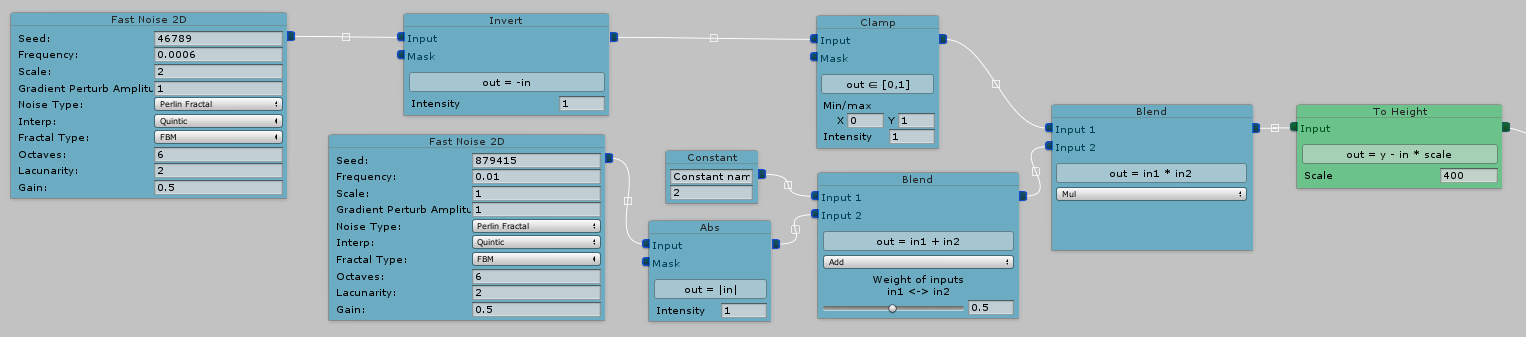 Fast Noise 2D
Seed: 46789
Frequency: 0.0006
Scale: 2
Gradient Perturb Amplitu 1
Noise Type: Perlin Fractal
Interp: Quintic
Fractal Type: FBM
Octaves: 6
Lacunarity: 2
Gain: 0.5
Invert
Input
Mask
out = -in
Intensity 1
Clamp
Input
Mask
out ∈ [0,1]
Min/max
X 0 Y 1
Intensity 1
Fast Noise 2D
Seed: 879415
Frequency: 0.01
Scale: 1
Gradient Perturb Amplitu 1
Noise Type: Perlin Fractal
Interp: Quintic
Fractal Type: FBM
Octaves: 6
Lacunarity: 2
Gain: 0.5
Constant
Constant nam
2
Abs
Input
Mask
out = |in|
Intensity 1
Blend
Input 1
Input 2
out = in1 + in2
Add
Weight of inputs
in1 <-> in2
0.5
Blend
Input 1
Input 2
out = in1 * in2
Mul
To Height
Input
out = y - in * scale
Scale 400